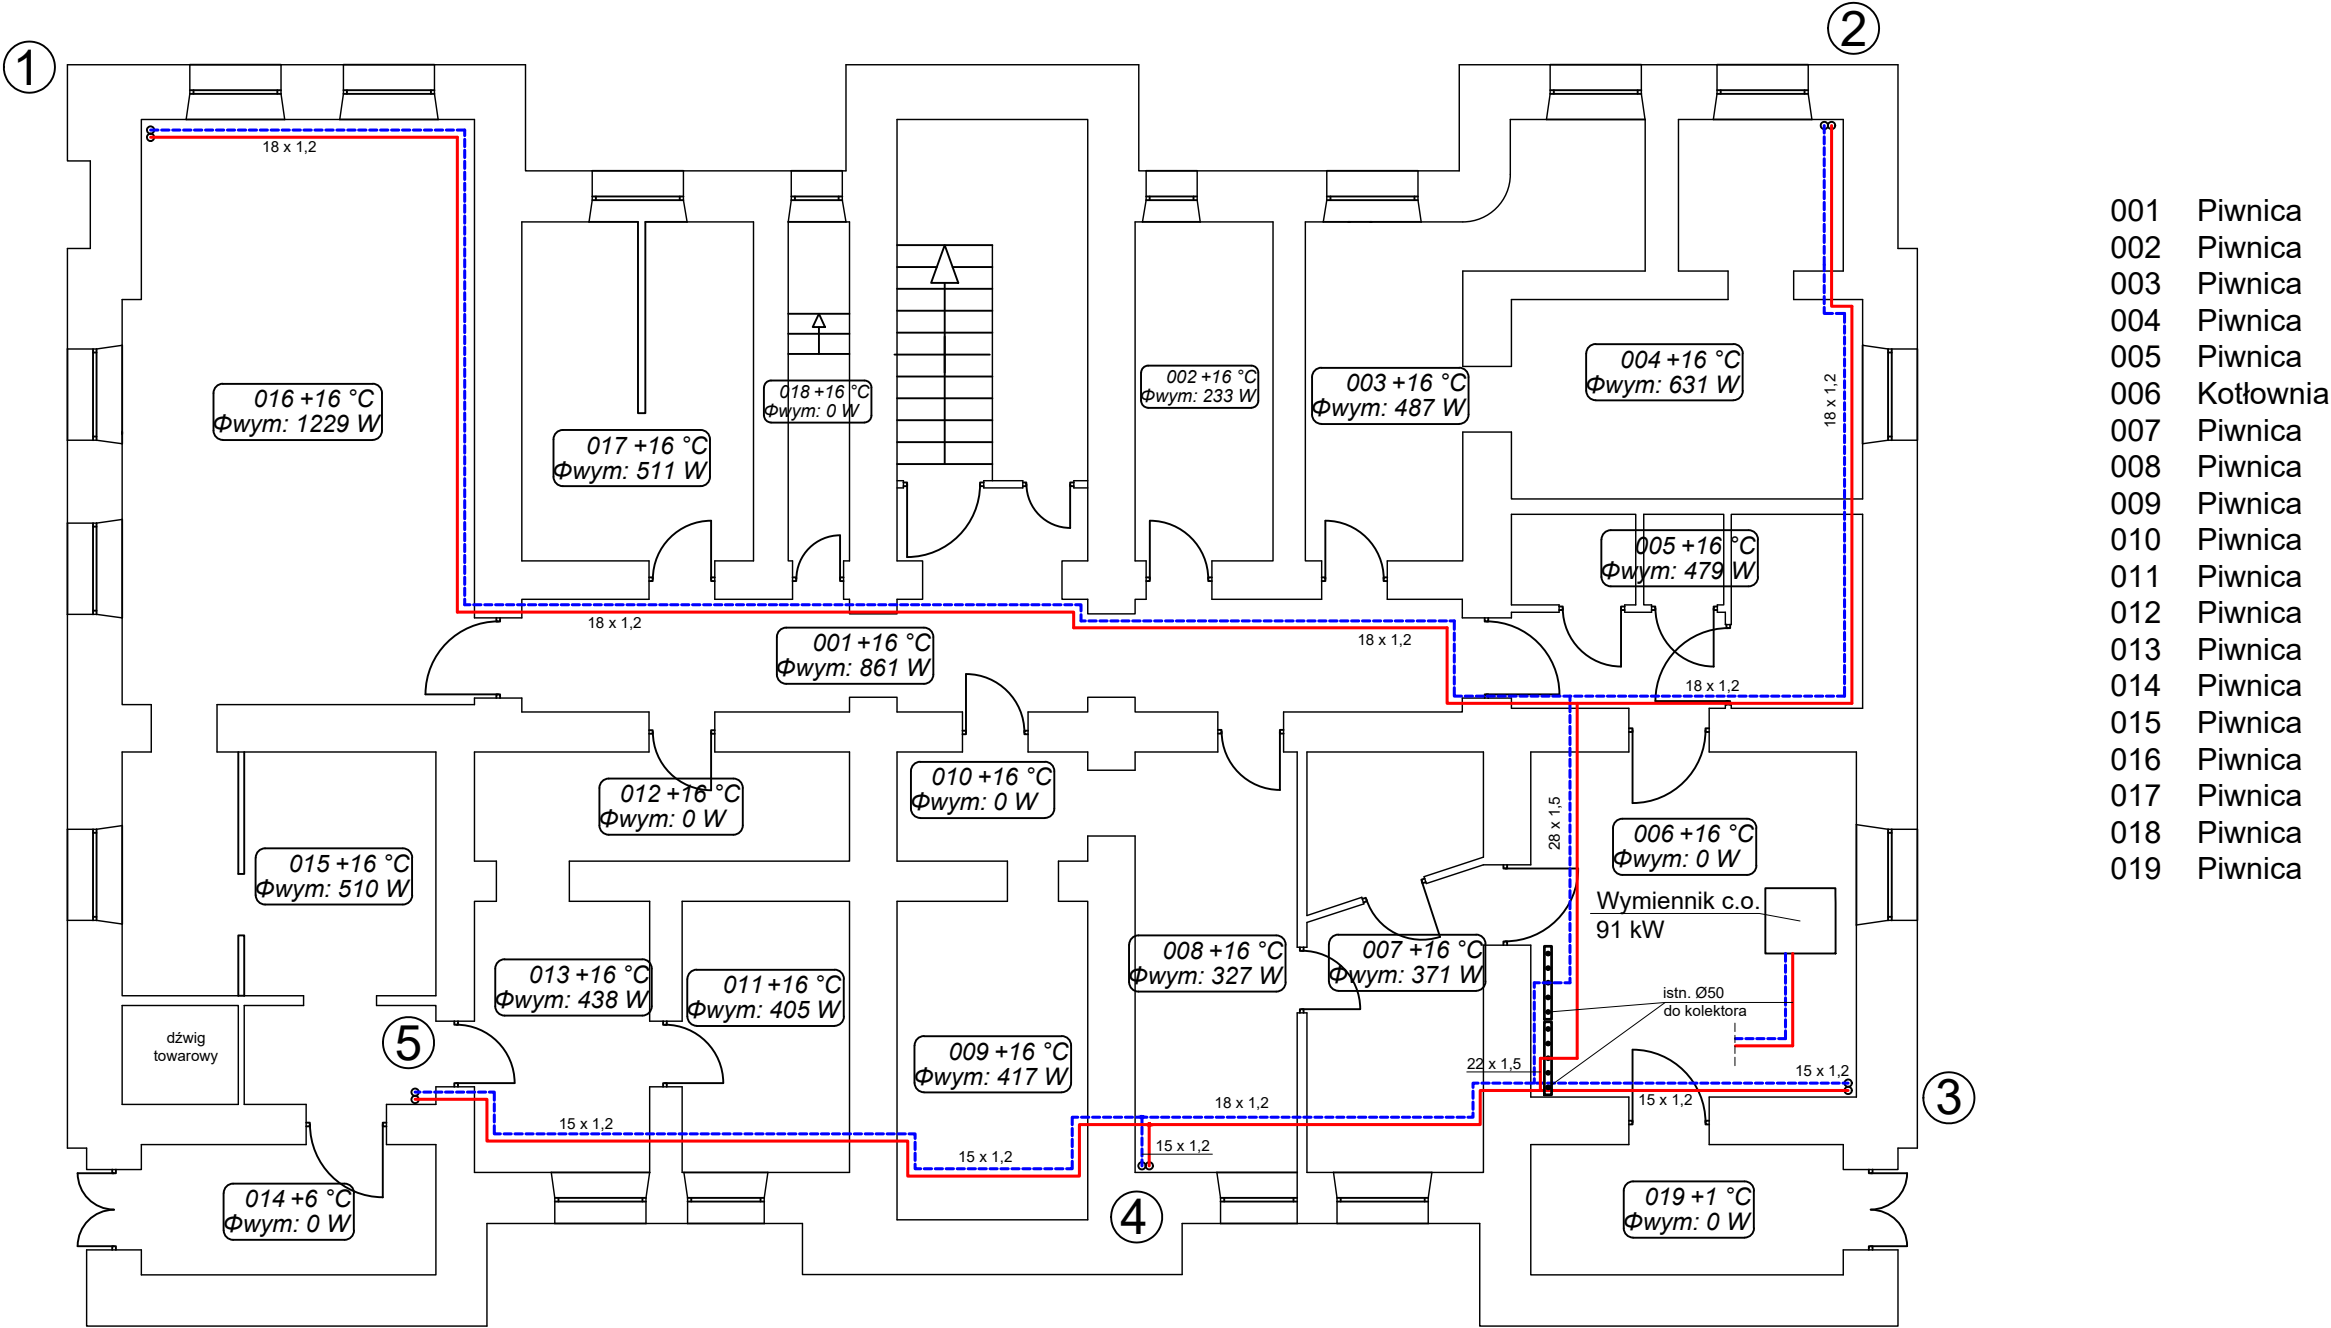 1
2
18 x 1,2
001 Piwnica
002 Piwnica
003 Piwnica
004 Piwnica
005 Piwnica
006 Kotłownia
007 Piwnica
008 Piwnica
009 Piwnica
010 Piwnica
011 Piwnica
012 Piwnica
013 Piwnica
014 Piwnica
015 Piwnica
016 Piwnica
017 Piwnica
018 Piwnica
019 Piwnica
016 +16 °C
Φwym: 1229 W
017 +16 °C
Φwym: 511 W
018 +16 °C
Φwym: 0 W
002 +16 °C
Φwym: 233 W
003 +16 °C
Φwym: 487 W
004 +16 °C
Φwym: 631 W
18 x 1,2
005 +16 °C
Φwym: 479 W
18 x 1,2
001 +16 °C
Φwym: 861 W
18 x 1,2
18 x 1,2
012 +16 °C
Φwym: 0 W
010 +16 °C
Φwym: 0 W
28 x 1,5
006 +16 °C
Φwym: 0 W
015 +16 °C
Φwym: 510 W
Wymiennik c.o.
91 kW
013 +16 °C
Φwym: 438 W
011 +16 °C
Φwym: 405 W
008 +16 °C
Φwym: 327 W
007 +16 °C
Φwym: 371 W
istn. Ø50
do kolektora
dźwig
towarowy
5
009 +16 °C
Φwym: 417 W
22 x 1,5
15 x 1,2
15 x 1,2
3
18 x 1,2
15 x 1,2
15 x 1,2
15 x 1,2
014 +6 °C
Φwym: 0 W
4
019 +1 °C
Φwym: 0 W